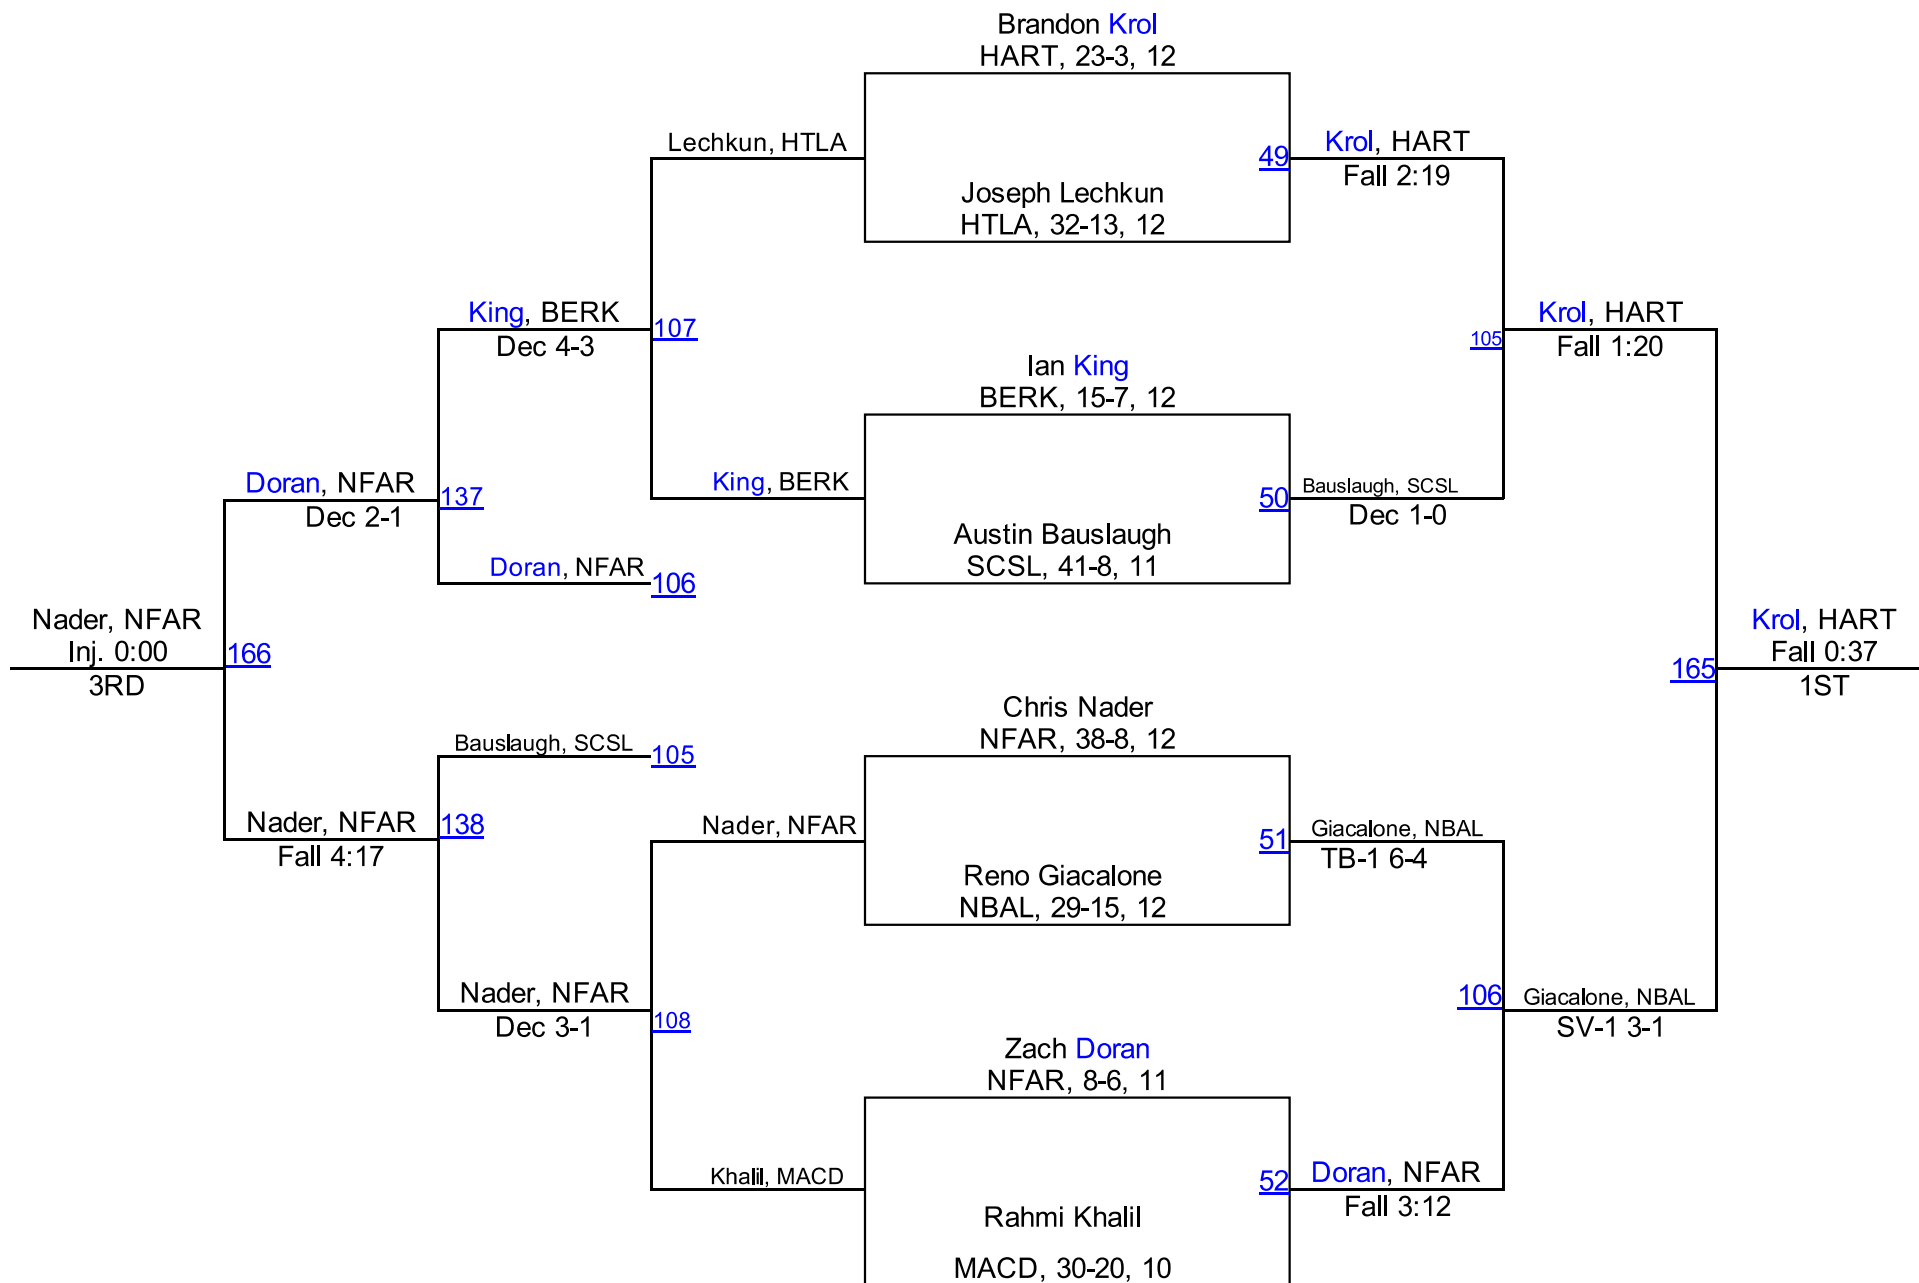 Brandon Krol
HART, 23-3, 12
Lechkun, HTLA
49
Krol, HART
Fall 2:19
Joseph Lechkun
HTLA, 32-13, 12
King, BERK
Dec 4-3
107
105
Krol, HART
Fall 1:20
Ian King
BERK, 15-7, 12
Doran, NFAR
Dec 2-1
137
King, BERK
50
Bauslaugh, SCSL
Dec 1-0
Austin Bauslaugh
SCSL, 41-8, 11
Doran, NFAR
106
Nader, NFAR
Inj. 0:00
3RD
166
165
Krol, HART
Fall 0:37
1ST
Chris Nader
NFAR, 38-8, 12
Bauslaugh, SCSL
105
Nader, NFAR
Fall 4:17
138
Nader, NFAR
51
Giacalone, NBAL
TB-1 6-4
Reno Giacalone
NBAL, 29-15, 12
Nader, NFAR
Dec 3-1
108
106
Giacalone, NBAL
SV-1 3-1
Zach Doran
NFAR, 8-6, 11
Khalil, MACD
52
Doran, NFAR
Fall 3:12
Rahmi Khalil
MACD, 30-20, 10